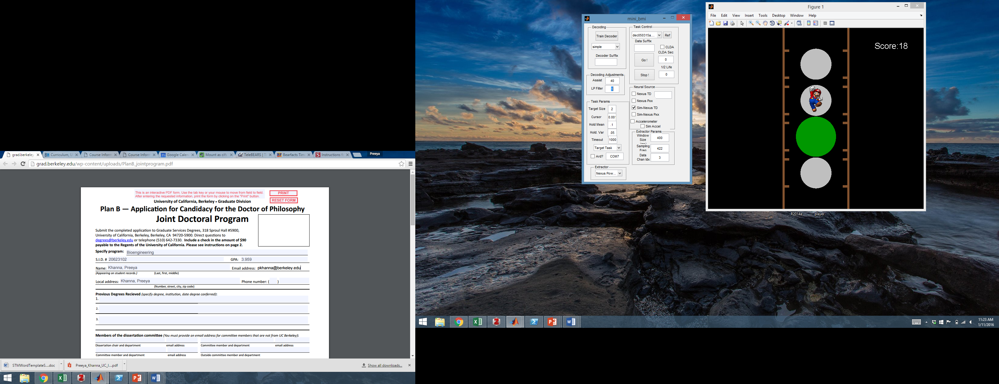 grad.berkeley
BH Curriculum, U
Course Inform
Course Inform
11 Google Calen
Mount as cifs
Cal TeleBEARS | T
BF Bearfacts Tim
S Instructions fo
Preeya
grad.berkeley.edu/wp-content/uploads/PlanB_jointprogram.pdf
This is an interactive PDF form. Use the tab key or your mouse to move from field to field.
After entering the requested information, print the form by clicking on the "Print" button.
PRINT
RESET FORM
University of California, Berkeley • Graduate Division
Plan B — Application for Candidacy for the Doctor of Philosophy
Joint Doctoral Program
Submit the completed application to Graduate Services Degrees, 318 Sproul Hall #5900,
University of California, Berkeley, Berkeley, CA 94720-5900. Direct questions to
degrees@berkeley.edu or telephone (510) 642-7330. Include a check in the amount of $90
payable to the Regents of the University of California. Please see instructions on page 2.
Specify program: Bioengineering
S.I.D. # 20623102 GPA: 3.959
Name: Khanna, Preeya Email address: pkhanna@berkeley.edu
(Appearing on student records.) (Last, first, middle)
Local address: Khanna, Preeya Phone number: ( )
(Number, street, city, zip code)
Previous Degrees Recieved (specify degree, institution, date degree conferred):
1.
2.
3.
Members of the dissertation committee (You must provide an email address for committee members that are not from UC Berkeley):
Dissertation chair and department email address Committee member and department email address
Committee member and department email address Outside committee member and department
STMWordTemplateS....doc
Preeya_Khanna_UC_I....pdf
Show all downloads...
mini_bmi
Decoding
Train Decoder
simple
Decoder Suffix
Decoding Adjustments
Assist 40
LP Filter 1
Task Params
Target Size 2
Cursor 0.00
Hold Mean .1
Hold. Var .05
Timeout 1000
Target Task
Ard? COM7
Extractor
Nexus Pow...
Task Control
dec050315a.... Ref
Data Suffix
CLDA
CLDA Sec
Go ! 0
1/2 Life
Stop ! 0
Neural Source
Nexus TD
Nexus Pxx
Sim-Nexus TD
Sim-Nexus Pxx
Accelerometer
Sim Accel
Extractor Params
Window
Size 400
Sampling
Freq 422
Data
Chan Idx 3
Figure 1
File Edit View Insert Tools Desktop Window Help
Score:18
R2014a player
11:23 AM
1/11/2016